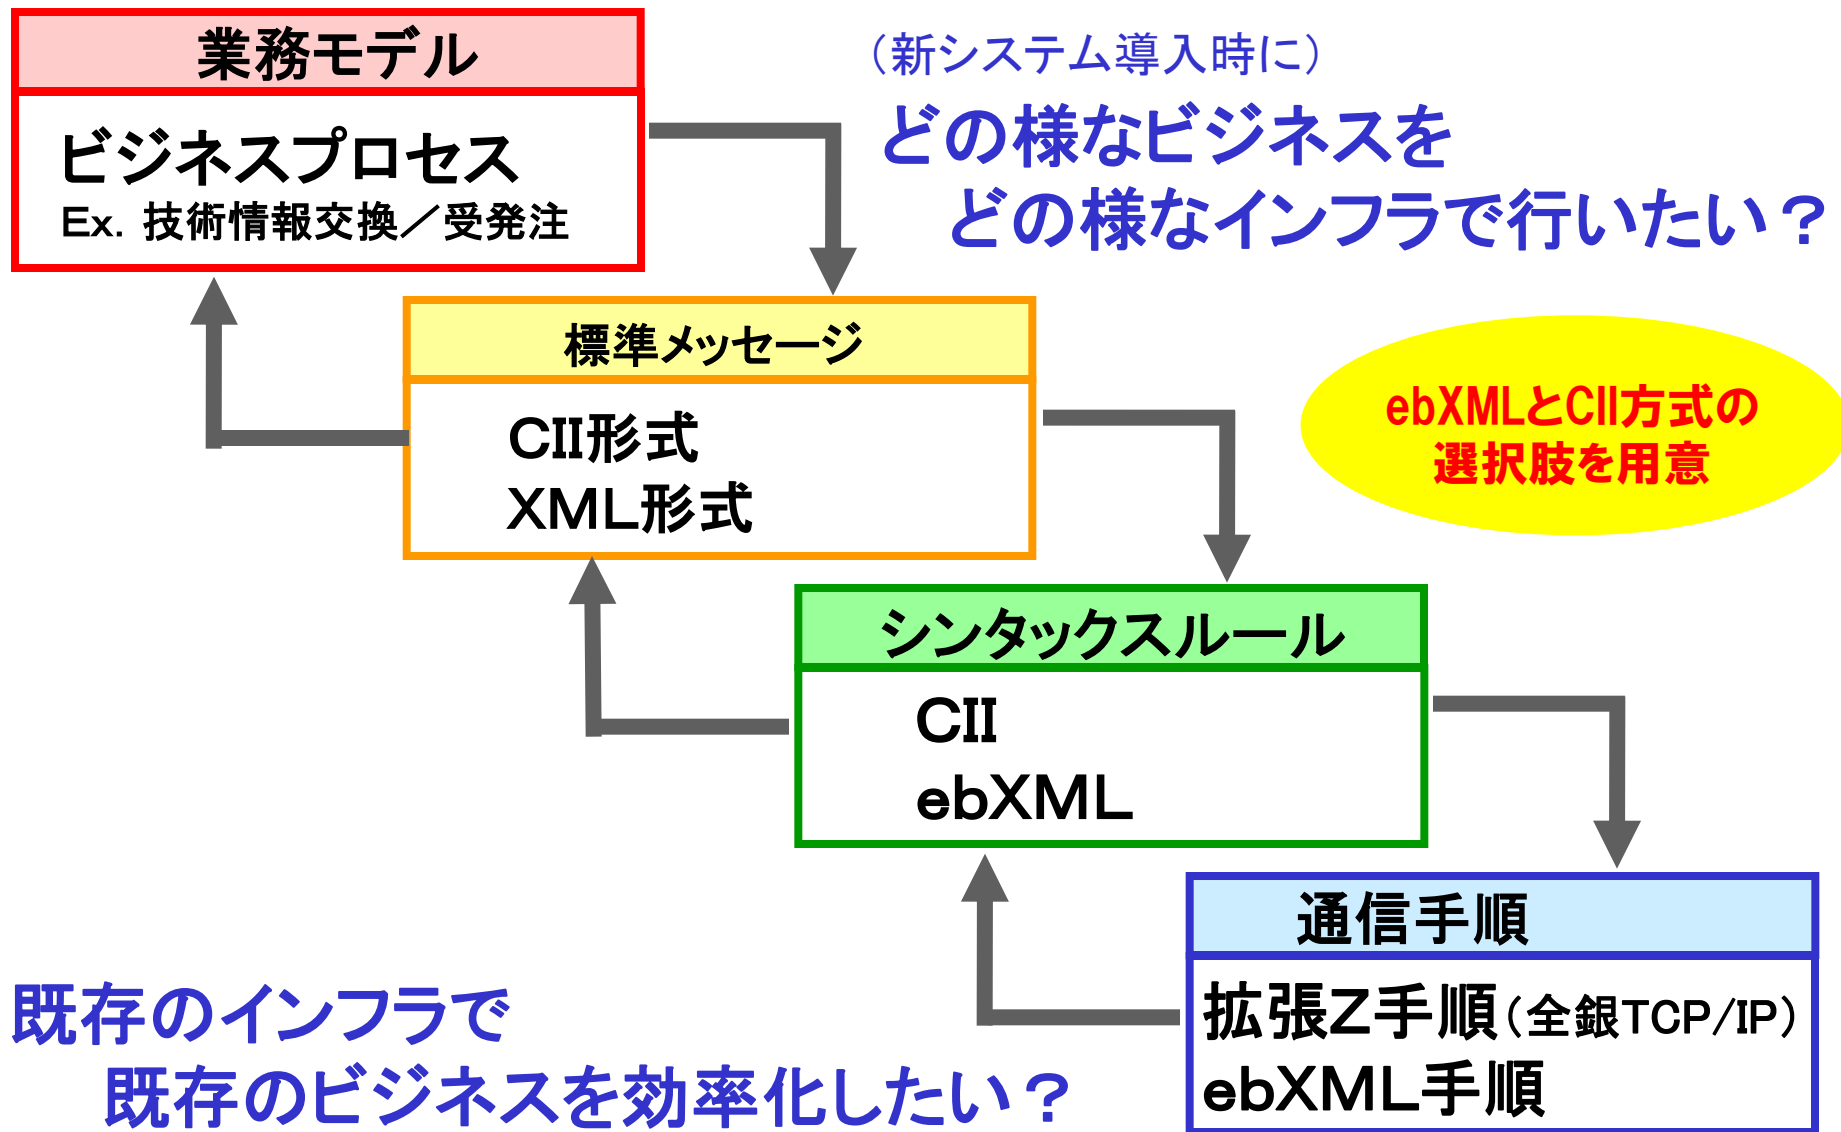 業務モデル
ビジネスプロセス
Ex. 技術情報交換／受発注
（新システム導入時に）
どの様なビジネスを
どの様なインフラで行いたい？
標準メッセージ
CII形式
XML形式
ebXMLとCII方式の
選択肢を用意
シンタックスルール
CII
ebXML
通信手順
拡張Z手順（全銀TCP/IP）
ebXML手順
既存のインフラで
既存のビジネスを効率化したい？